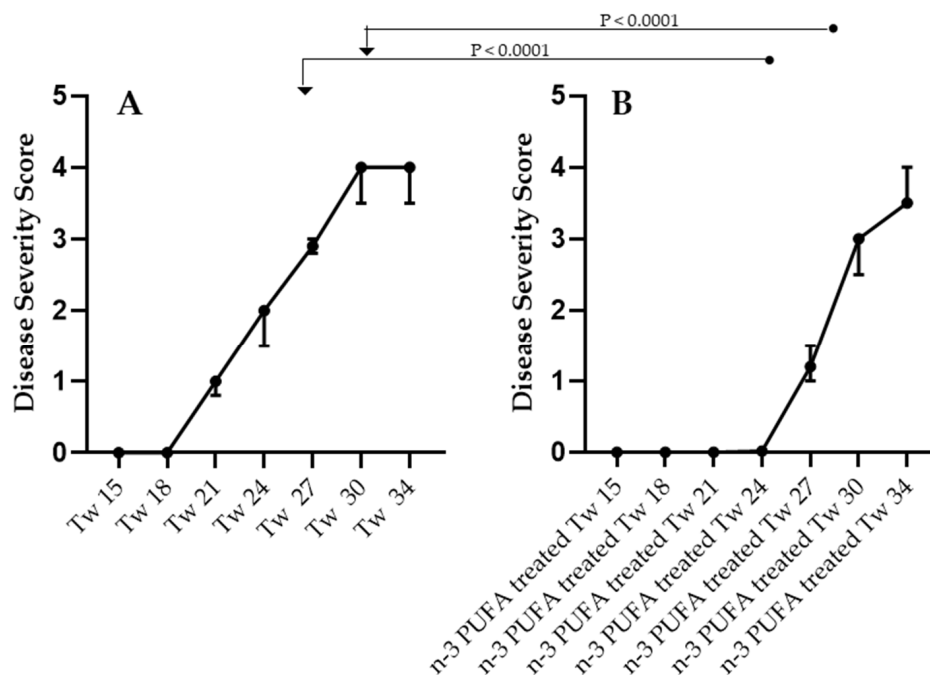 P < 0.0001
P < 0.0001
A
Disease Severity Score
5
4
3
2
1
0
Tw 15
Tw 18
Tw 21
Tw 24
Tw 27
Tw 30
Tw 34
B
Disease Severity Score
5
4
3
2
1
0
n-3 PUFA treated Tw 15
n-3 PUFA treated Tw 18
n-3 PUFA treated Tw 21
n-3 PUFA treated Tw 24
n-3 PUFA treated Tw 27
n-3 PUFA treated Tw 30
n-3 PUFA treated Tw 34